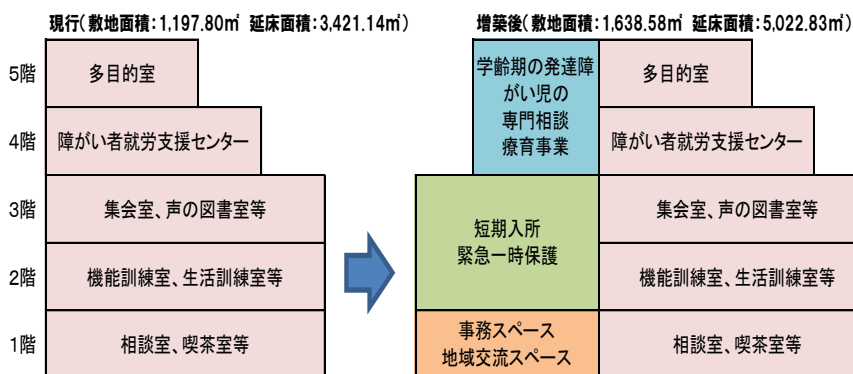 現行(敷地面積:1,197.80㎡ 延床面積:3,421.14㎡)
5階
多目的室
4階
障がい者就労支援センター
3階
集会室、声の図書室等
2階
機能訓練室、生活訓練室等
1階
相談室、喫茶室等
増築後(敷地面積:1,638.58㎡ 延床面積:5,022.83㎡)
学齢期の発達障
がい児の
専門相談
療育事業
多目的室
障がい者就労支援センター
短期入所
緊急一時保護
集会室、声の図書室等
機能訓練室、生活訓練室等
事務スペース
地域交流スペース
相談室、喫茶室等